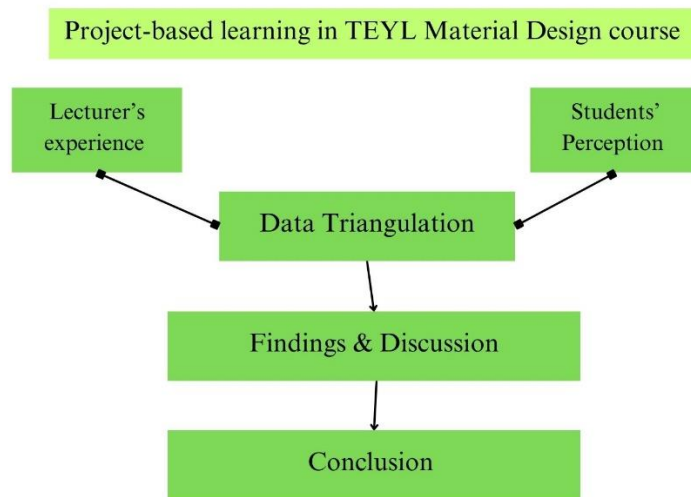 Project-based learning in TEYL Material Design course
Lecturer’s
experience
Students’
Perception
Data Triangulation
Findings & Discussion
Conclusion